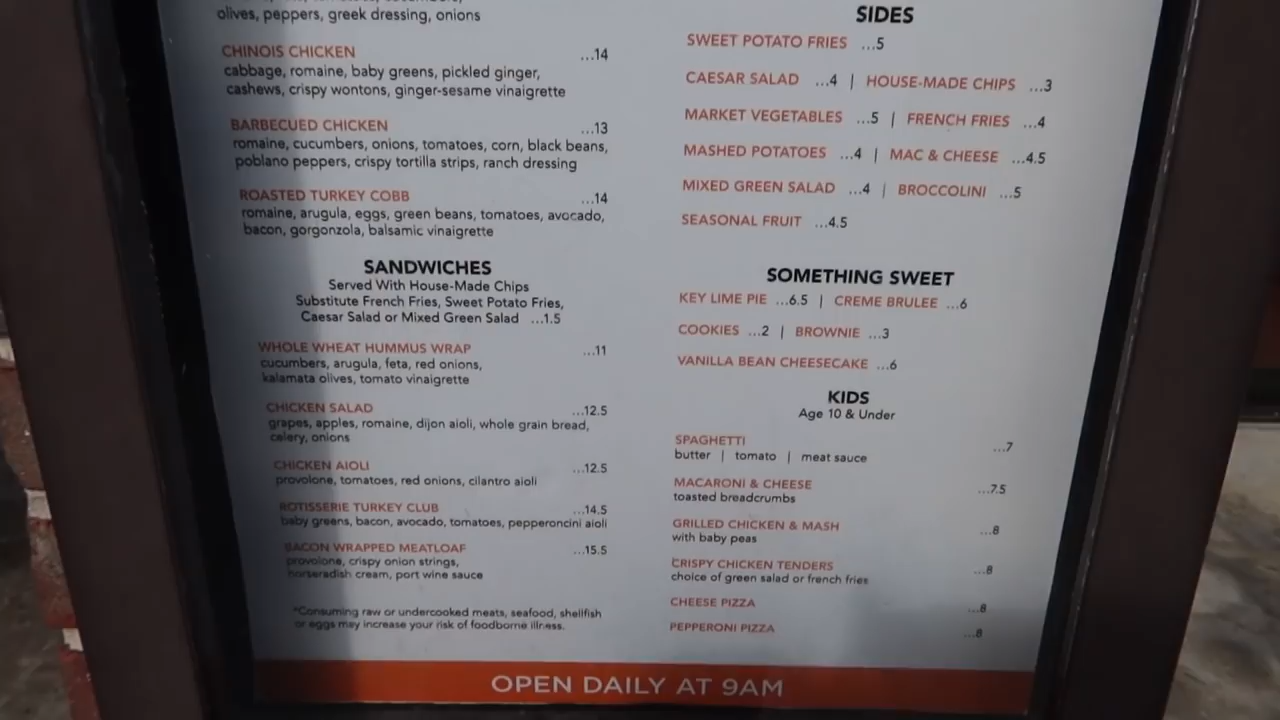 olives, peppers, greek dressing, onions
CHINOIS CHICKEN ...14
cabbage, romaine, baby greens, pickled ginger,
cashews, crispy wontons, ginger-sesame vinaigrette
BARBECUED CHICKEN ...13
romaine, cucumbers, onions, tomatoes, corn, black beans,
poblano peppers, crispy tortilla strips, ranch dressing
ROASTED TURKEY COBB ...14
romaine, arugula, eggs, green beans, tomatoes, avocado,
bacon, gorgonzola, balsamic vinaigrette
SANDWICHES
Served With House-Made Chips
Substitute French Fries, Sweet Potato Fries,
Caesar Salad or Mixed Green Salad ...1.5
WHOLE WHEAT HUMMUS WRAP ...11
cucumbers, arugula, feta, red onions,
kalamata olives, tomato vinaigrette
CHICKEN SALAD ...12.5
grapes, apples, romaine, dijon aioli, whole grain bread,
celery, onions
CHICKEN AIOLI ...12.5
provolone, tomatoes, red onions, cilantro aioli
ROTISSERIE TURKEY CLUB ...14.5
baby greens, bacon, avocado, tomatoes, pepperoncini aioli
BACON WRAPPED MEATLOAF ...15.5
provolone, crispy onion strings,
horseradish cream, port wine sauce
*Consuming raw or undercooked meats, seafood, shellfish
or eggs may increase your risk of foodborne illness.
SIDES
SWEET POTATO FRIES ...5
CAESAR SALAD ...4 | HOUSE-MADE CHIPS ...3
MARKET VEGETABLES ...5 | FRENCH FRIES ...4
MASHED POTATOES ...4 | MAC & CHEESE ...4.5
MIXED GREEN SALAD ...4 | BROCCOLINI ...5
SEASONAL FRUIT ...4.5
SOMETHING SWEET
KEY LIME PIE ...6.5 | CREME BRULEE ...6
COOKIES ...2 | BROWNIE ...3
VANILLA BEAN CHEESECAKE ...6
KIDS
Age 10 & Under
SPAGHETTI ...7
butter | tomato | meat sauce
MACARONI & CHEESE ...7.5
toasted breadcrumbs
GRILLED CHICKEN & MASH ...8
with baby peas
CRISPY CHICKEN TENDERS ...8
choice of green salad or french fries
CHEESE PIZZA ...8
PEPPERONI PIZZA ...8
OPEN DAILY AT 9AM